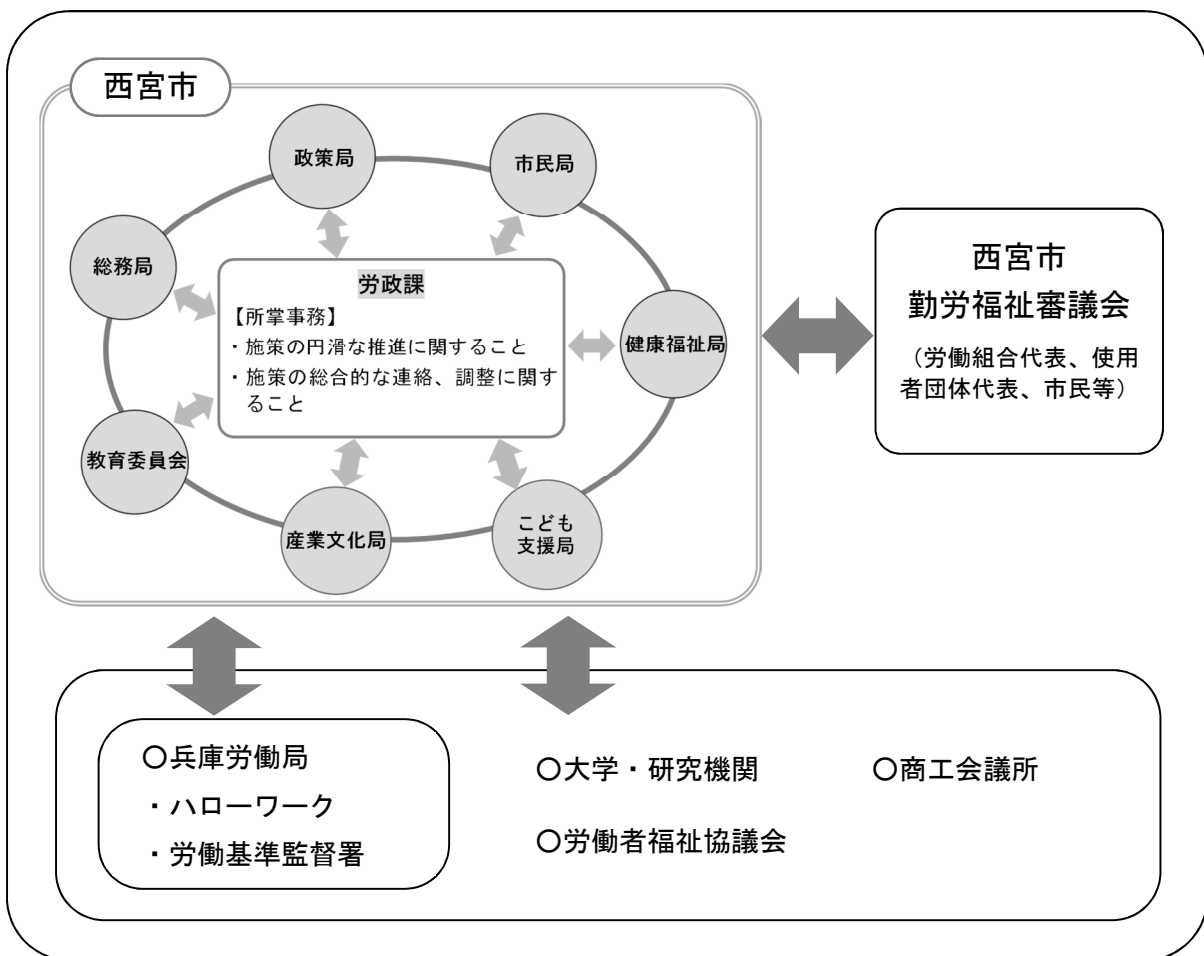 西宮市
政策局
市民局
総務局
労政課
【所掌事務】
・施策の円滑な推進に関すること
・施策の総合的な連絡、調整に関す
ること
健康福祉局
教育委員会
産業文化局
こども
支援局
西宮市
勤労福祉審議会
（労働組合代表、使用
者団体代表、市民等）
〇兵庫労働局
・ハローワーク
・労働基準監督署
〇大学・研究機関
〇商工会議所
〇労働者福祉協議会